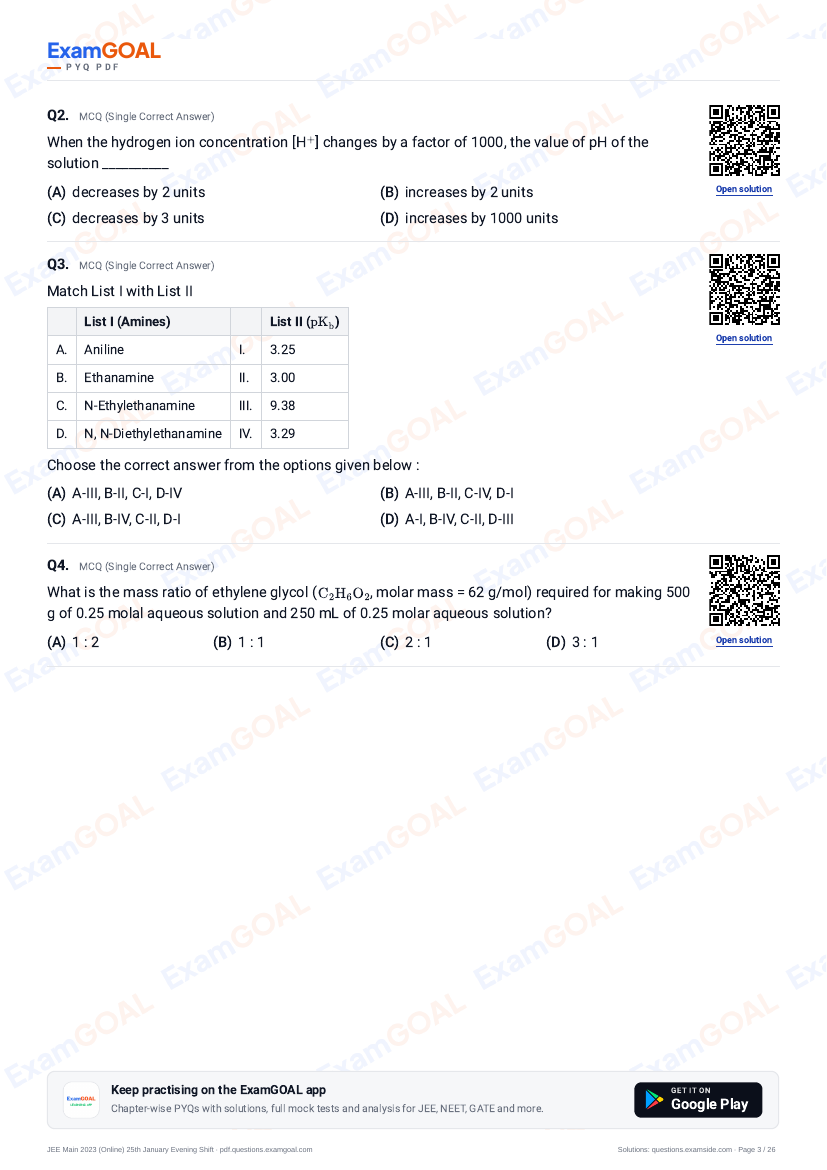 ExamGOAL
PYQ PDF
Q2. MCQ (Single Correct Answer)
When the hydrogen ion concentration [H⁺] changes by a factor of 1000, the value of pH of the
solution __________
(A) decreases by 2 units (B) increases by 2 units
(C) decreases by 3 units (D) increases by 1000 units
Open solution
Q3. MCQ (Single Correct Answer)
Match List I with List II
List I (Amines) List II (pK_b)
A. Aniline I. 3.25
B. Ethanamine II. 3.00
C. N-Ethylethanamine III. 9.38
D. N, N-Diethylethanamine IV. 3.29
Choose the correct answer from the options given below :
(A) A-III, B-II, C-I, D-IV (B) A-III, B-II, C-IV, D-I
(C) A-III, B-IV, C-II, D-I (D) A-I, B-IV, C-II, D-III
Open solution
Q4. MCQ (Single Correct Answer)
What is the mass ratio of ethylene glycol (C₂H₆O₂, molar mass = 62 g/mol) required for making 500
g of 0.25 molal aqueous solution and 250 mL of 0.25 molar aqueous solution?
(A) 1 : 2 (B) 1 : 1 (C) 2 : 1 (D) 3 : 1
Open solution
ExamGOAL
Keep practising on the ExamGOAL app
Chapter-wise PYQs with solutions, full mock tests and analysis for JEE, NEET, GATE and more.
GET IT ON
Google Play
JEE Main 2023 (Online) 25th January Evening Shift · pdf.questions.examgoal.com Solutions: questions.examside.com · Page 3 / 26